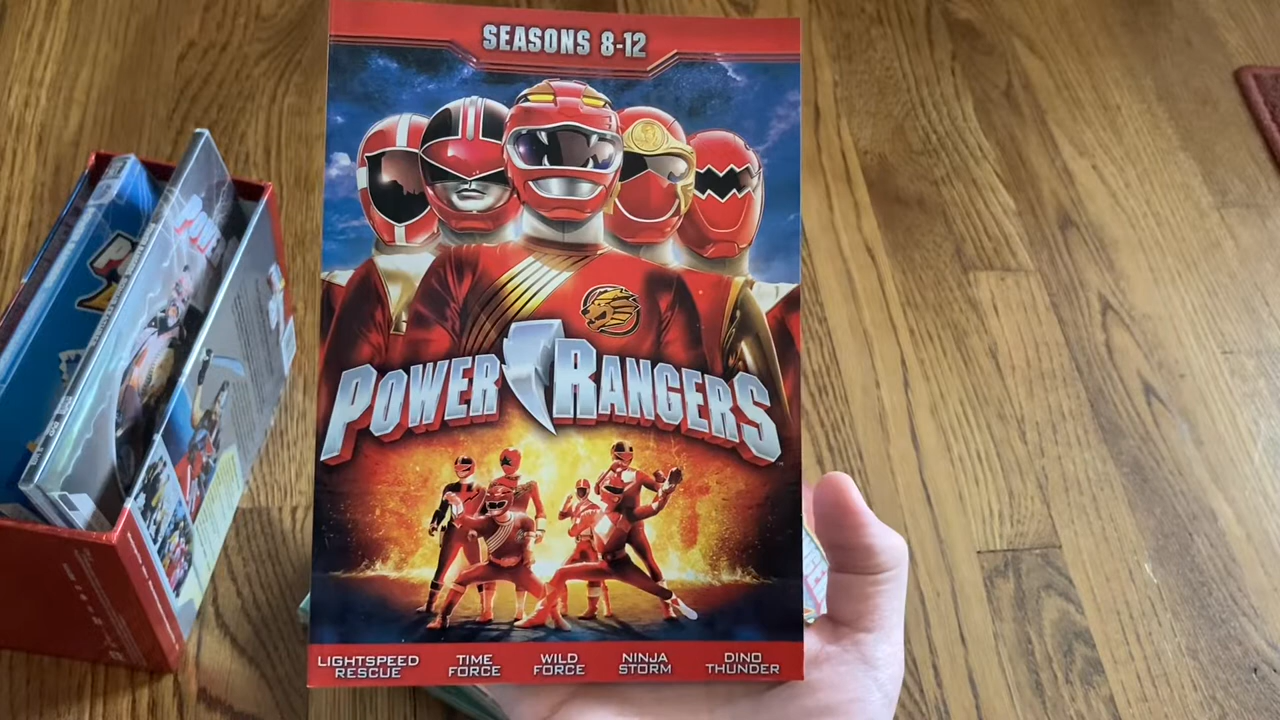 SEASONS 8-12
POWER RANGERS
LIGHTSPEED
RESCUE
TIME
FORCE
WILD
FORCE
NINJA
STORM
DINO
THUNDER